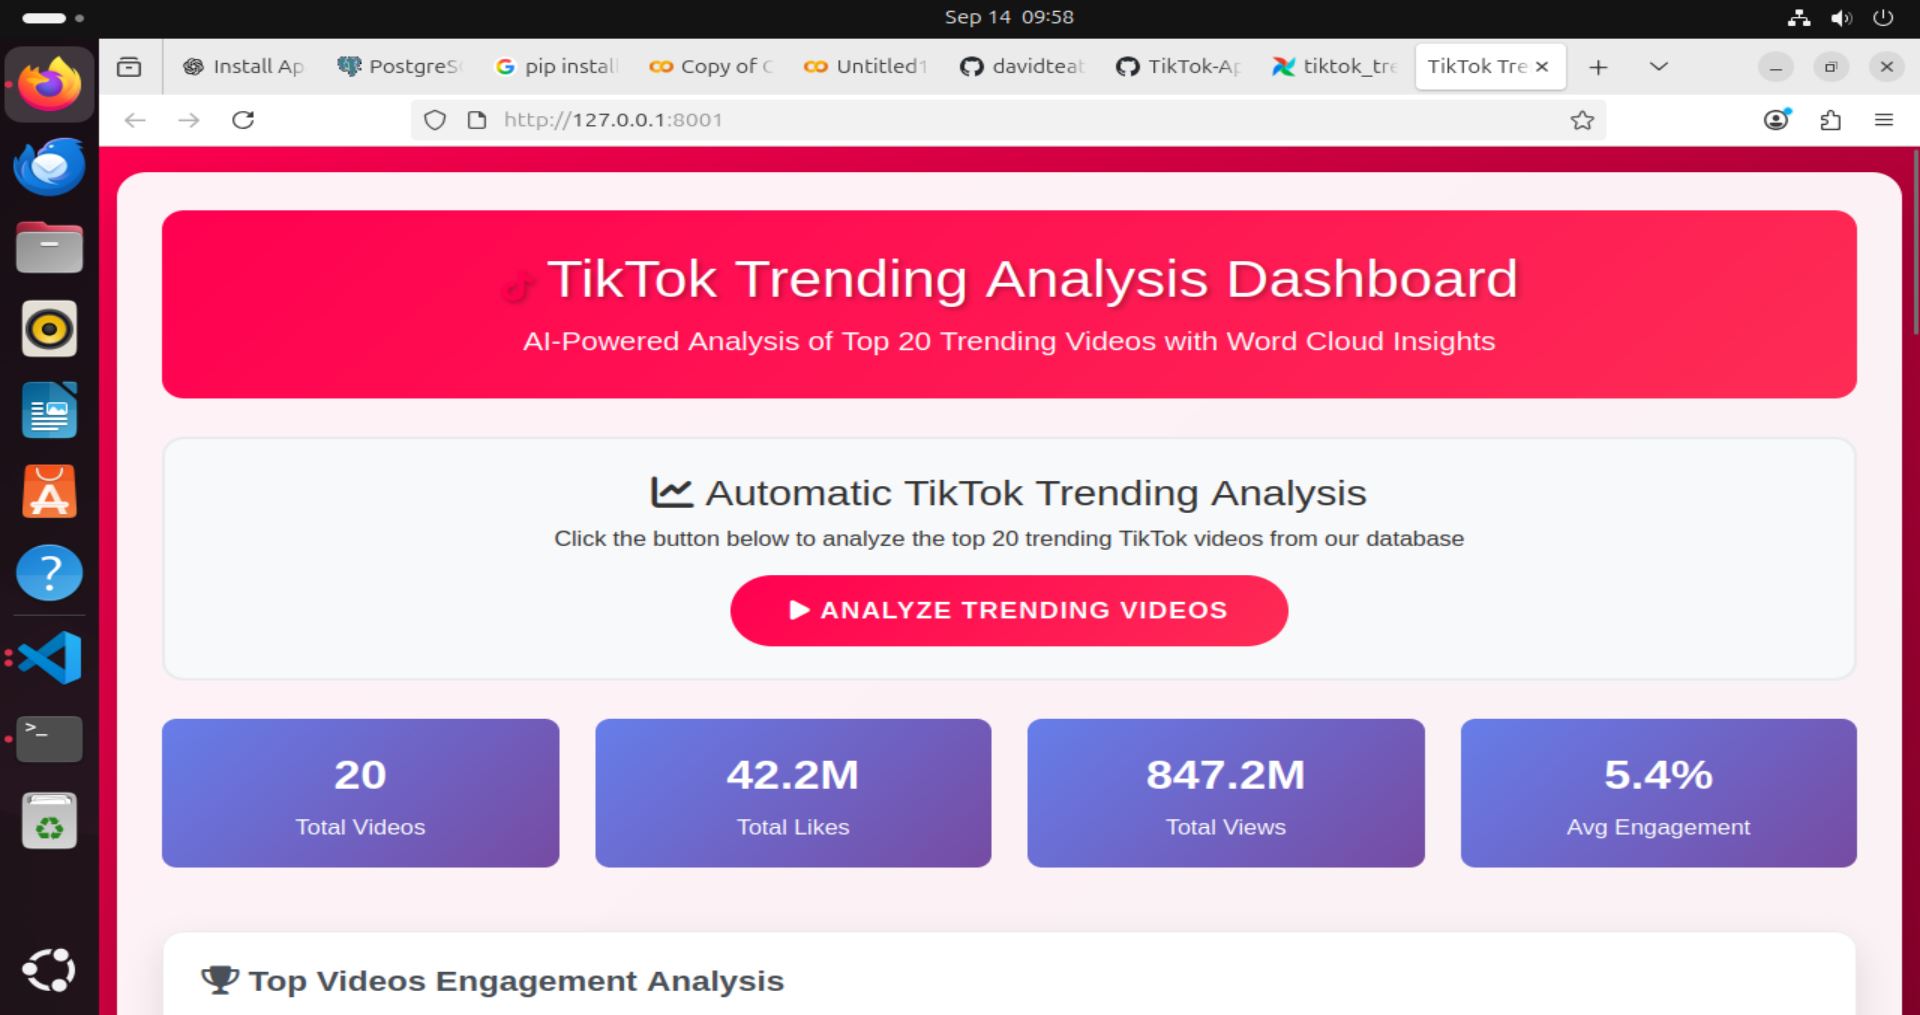 Sep 14 09:58
Install Ap
PostgreS
pip instal
Copy of C
Untitled1
davidteat
TikTok-Ap
tiktok_tre
TikTok Tre
http://127.0.0.1:8001
TikTok Trending Analysis Dashboard
AI-Powered Analysis of Top 20 Trending Videos with Word Cloud Insights
Automatic TikTok Trending Analysis
Click the button below to analyze the top 20 trending TikTok videos from our database
ANALYZE TRENDING VIDEOS
20
Total Videos
42.2M
Total Likes
847.2M
Total Views
5.4%
Avg Engagement
Top Videos Engagement Analysis